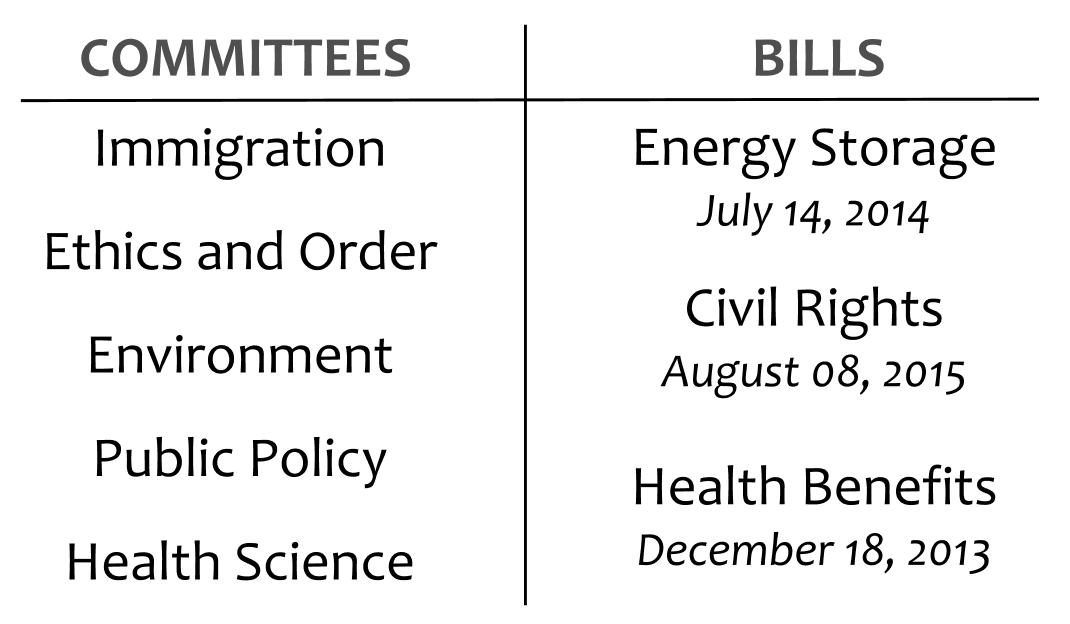 COMMITTEES
Immigration
Ethics and Order
Environment
Public Policy
Health Science
BILLS
Energy Storage
July 14, 2014
Civil Rights
August 08, 2015
Health Benefits
December 18, 2013